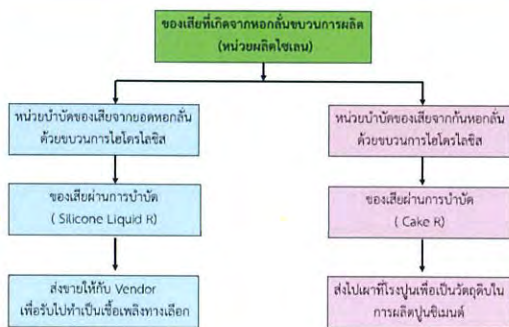 ของเสียที่เกิดจากหอกลั่นขบวนการผลิต
(หน่วยผลิตไซเลน)
หน่วยบำบัดของเสียจากยอดหอกลั่น
ด้วยขบวนการไฮโดรไลซิส
หน่วยบำบัดของเสียจากก้นหอกลั่น
ด้วยขบวนการไฮโดรไลซิส
ของเสียผ่านการบำบัด
( Silicone Liquid R)
ของเสียผ่านการบำบัด
( Cake R)
ส่งขายให้กับ Vendor
เพื่อรับไปทำเป็นเชื้อเพลิงทางเลือก
ส่งไปเผาที่โรงปูนเพื่อเป็นวัตถุดิบใน
การผลิตปูนซิเมนต์